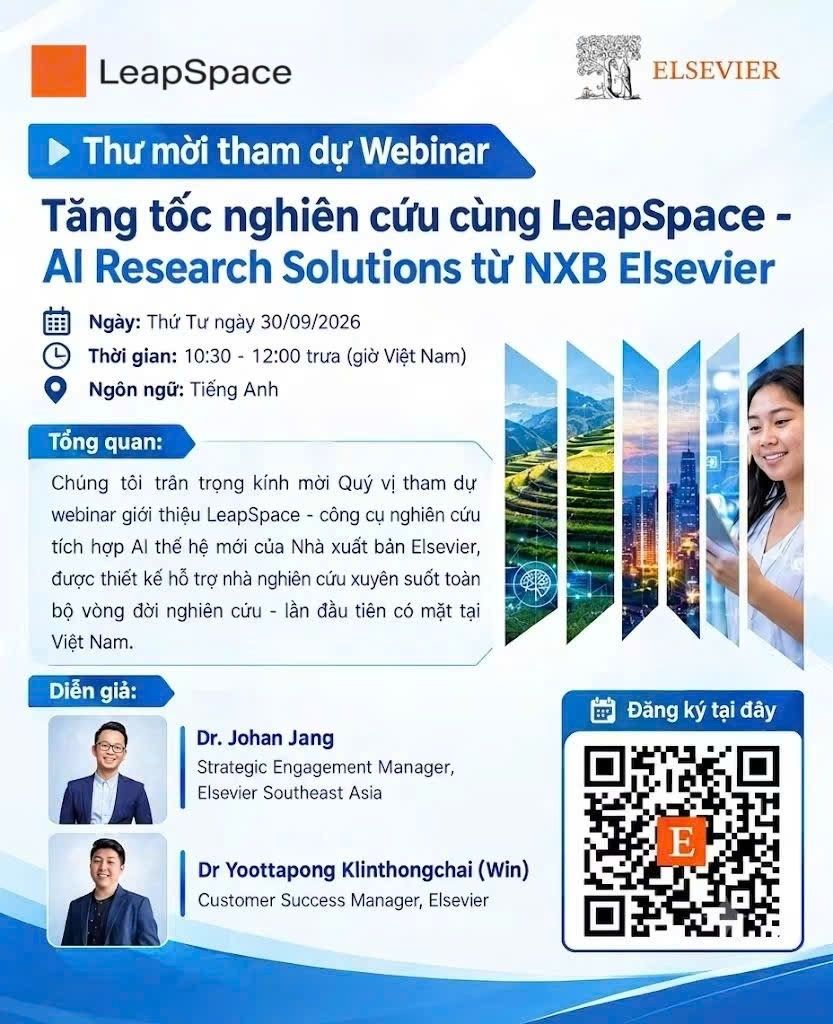 LeapSpace
ELSEVIER
Thư mời tham dự Webinar
Tăng tốc nghiên cứu cùng LeapSpace -
AI Research Solutions từ NXB Elsevier
Ngày: Thứ Tư ngày 30/09/2026
Thời gian: 10:30 - 12:00 trưa (giờ Việt Nam)
Ngôn ngữ: Tiếng Anh
Tổng quan:
Chúng tôi trân trọng kính mời Quý vị tham dự
webinar giới thiệu LeapSpace - công cụ nghiên cứu
tích hợp AI thế hệ mới của Nhà xuất bản Elsevier,
được thiết kế hỗ trợ nhà nghiên cứu xuyên suốt toàn
bộ vòng đời nghiên cứu - lần đầu tiên có mặt tại
Việt Nam.
Diễn giả:
Dr. Johan Jang
Strategic Engagement Manager,
Elsevier Southeast Asia
Dr Yoottapong Klinthongchai (Win)
Customer Success Manager, Elsevier
Đăng ký tại đây
E